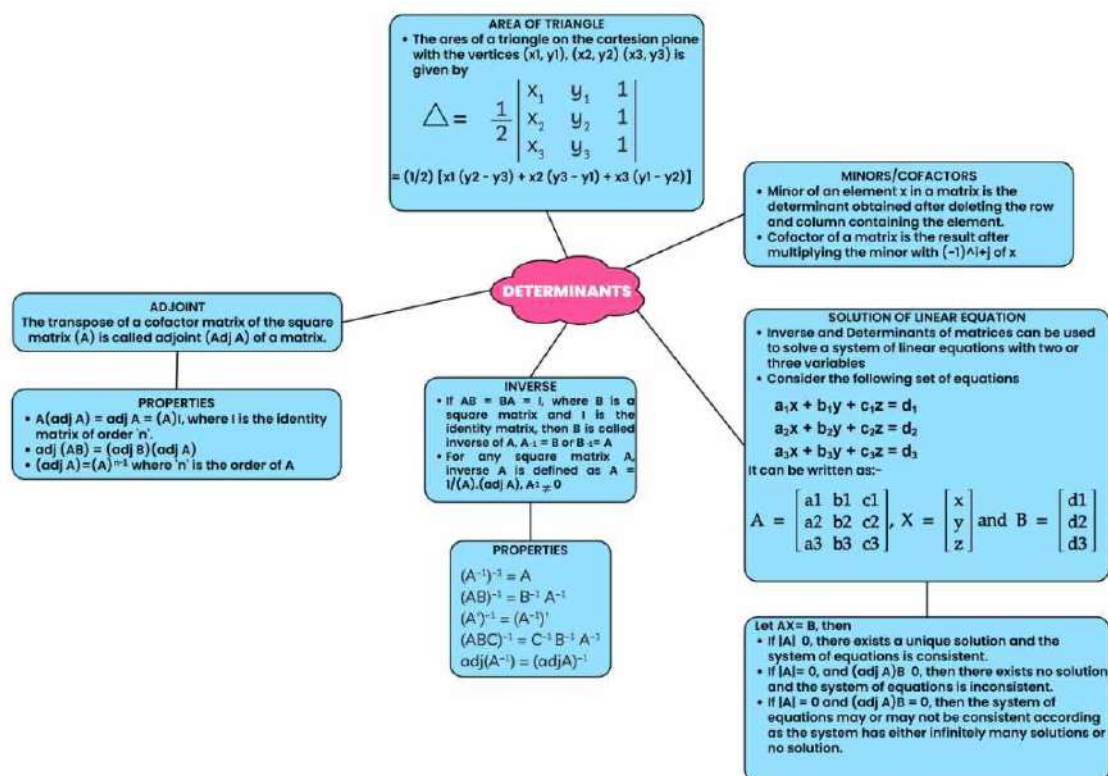 AREA OF TRIANGLE
• The ares of a triangle on the cartesian plane
with the vertices (x1, y1), (x2, y2) (x3, y3) is
given by
△ = 1/2 | x₁ y₁ 1 |
| x₂ y₂ 1 |
| x₃ y₃ 1 |
= (1/2) [x1 (y2 - y3) + x2 (y3 - y1) + x3 (y1 - y2)]
MINORS/COFACTORS
• Minor of an element x in a matrix is the
determinant obtained after deleting the row
and column containing the element.
• Cofactor of a matrix is the result after
multiplying the minor with (-1)^i+j of x
DETERMINANTS
ADJOINT
The transpose of a cofactor matrix of the square
matrix (A) is called adjoint (Adj A) of a matrix.
PROPERTIES
• A(adj A) = adj A = (A)I, where I is the identity
matrix of order 'n'.
• adj (AB) = (adj B)(adj A)
• (adj A)=(A)ⁿ⁻¹ where 'n' is the order of A
INVERSE
• If AB = BA = I, where B is a
square matrix and I is the
identity matrix, then B is called
inverse of A, A-1 = B or B-1= A
• For any square matrix A,
inverse A is defined as A =
1/(A).(adj A), A-1 ≠ 0
PROPERTIES
(A⁻¹)⁻¹ = A
(AB)⁻¹ = B⁻¹ A⁻¹
(A')⁻¹ = (A⁻¹)'
(ABC)⁻¹ = C⁻¹ B⁻¹ A⁻¹
adj(A⁻¹) = (adjA)⁻¹
SOLUTION OF LINEAR EQUATION
• Inverse and Determinants of matrices can be used
to solve a system of linear equations with two or
three variables
• Consider the following set of equations
a₁x + b₁y + c₁z = d₁
a₂x + b₂y + c₂z = d₂
a₃x + b₃y + c₃z = d₃
It can be written as:-
A = [a1 b1 c1], X = [x] and B = [d1]
[a2 b2 c2] [y] [d2]
[a3 b3 c3] [z] [d3]
Let AX= B, then
• If |A| 0, there exists a unique solution and the
system of equations is consistent.
• If |A|= 0, and (adj A)B 0, then there exists no solution
and the system of equations is inconsistent.
• If |A| = 0 and (adj A)B = 0, then the system of
equations may or may not be consistent according
as the system has either infinitely many solutions or
no solution.